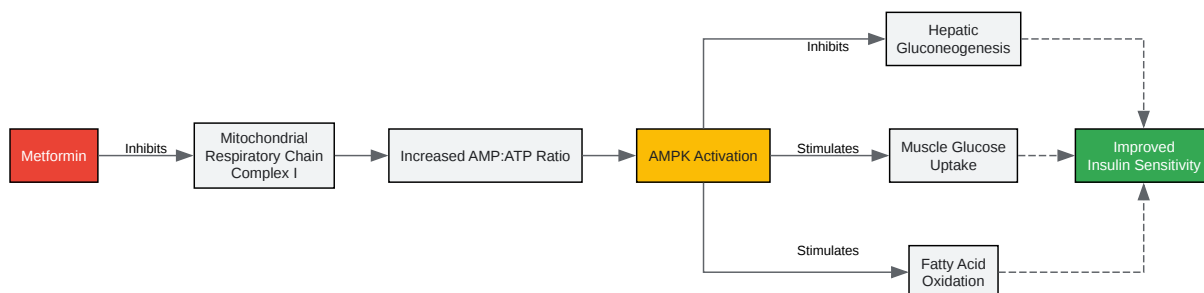 Metformin
Inhibits
Mitochondrial
Respiratory Chain
Complex I
Increased AMP:ATP Ratio
AMPK Activation
Inhibits
Hepatic
Gluconeogenesis
Stimulates
Muscle Glucose
Uptake
Stimulates
Fatty Acid
Oxidation
Improved
Insulin Sensitivity